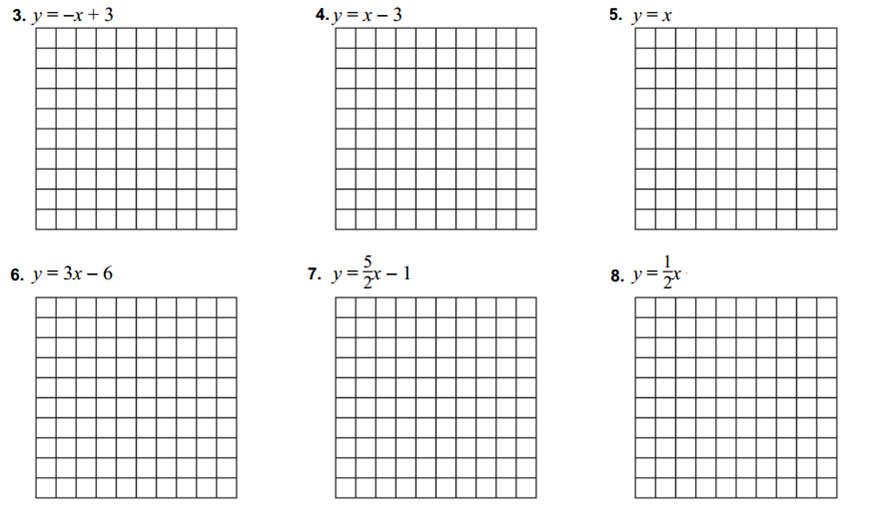 3. y = –x + 3 4. y = x – 3 5. y = x
6. y = 3x – 6 7. y = 5/2x – 1 8. y = 1/2x